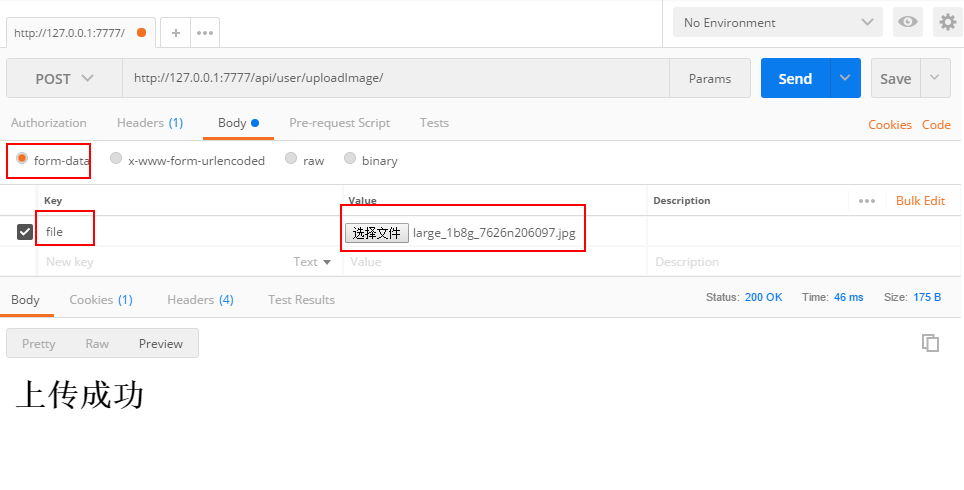 http://127.0.0.1:7777/ No Environment
POST http://127.0.0.1:7777/api/user/uploadImage/ Params Send Save
Authorization Headers (1) Body Pre-request Script Tests Cookies Code
form-data x-www-form-urlencoded raw binary
Key Value Description Bulk Edit
file 选择文件 large_1b8g_7626n206097.jpg
New key Text Value Description
Body Cookies (1) Headers (4) Test Results Status: 200 OK Time: 46 ms Size: 175 B
Pretty Raw Preview
上传成功